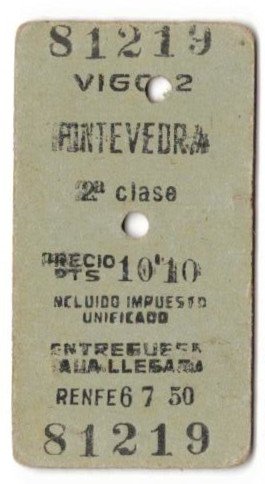 81219
VIGO 2
PONTEVEDRA
2ª clase
PRECIO
PTS 10'10
INCLUIDO IMPUESTO
UNIFICADO
ENTREGUESE
A LA LLEGADA
RENFE 6 7 50
81219